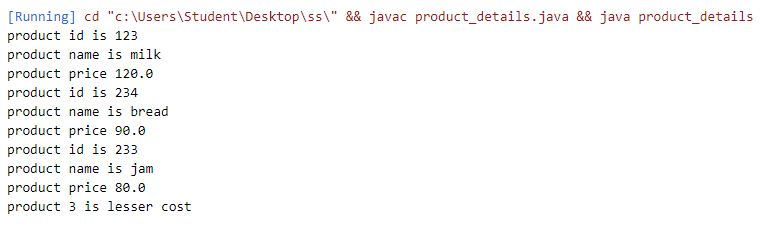 [Running] cd "c:\Users\Student\Desktop\ss\" && javac product_details.java && java product_details
product id is 123
product name is milk
product price 120.0
product id is 234
product name is bread
product price 90.0
product id is 233
product name is jam
product price 80.0
product 3 is lesser cost